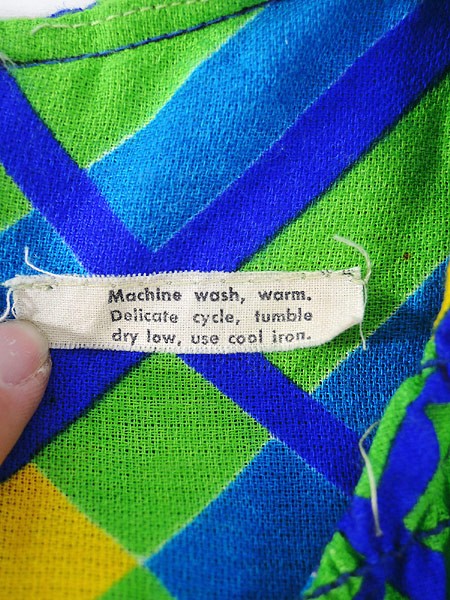 Machine wash, warm.
Delicate cycle, tumble
dry low, use cool iron.